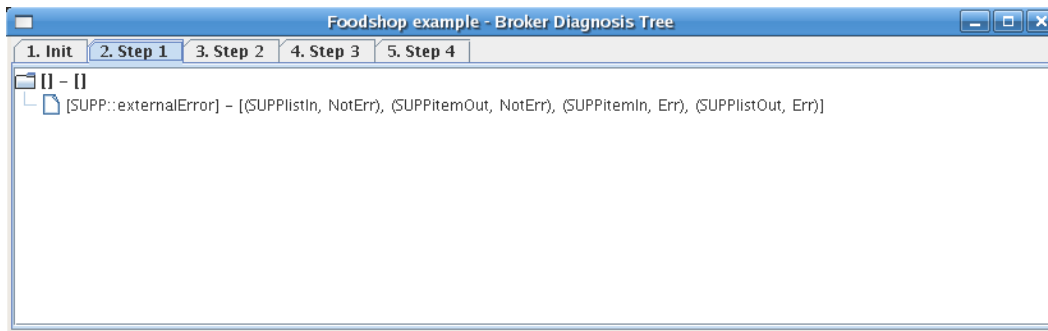 Foodshop example - Broker Diagnosis Tree
1. Init 2. Step 1 3. Step 2 4. Step 3 5. Step 4
[] - []
[SUPP::externalError] - [(SUPPlistIn, NotErr), (SUPPitemOut, NotErr), (SUPPitemIn, Err), (SUPPlistOut, Err)]